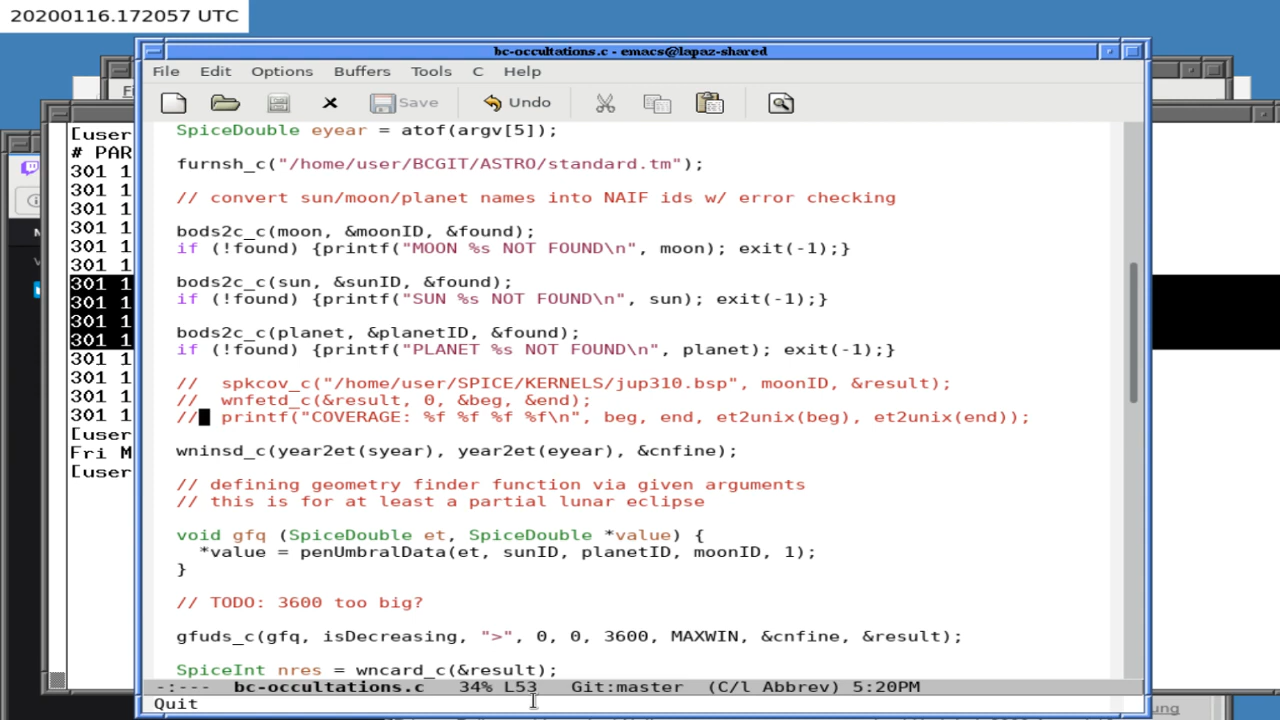 20200116.172057 UTC
bc-occultations.c - emacs@lapaz-shared
File Edit Options Buffers Tools C Help
Save Undo
SpiceDouble eyear = atof(argv[5]);
furnsh_c("/home/user/BCGIT/ASTRO/standard.tm");
// convert sun/moon/planet names into NAIF ids w/ error checking
bods2c_c(moon, &moonID, &found);
if (!found) {printf("MOON %s NOT FOUND\n", moon); exit(-1);}
bods2c_c(sun, &sunID, &found);
if (!found) {printf("SUN %s NOT FOUND\n", sun); exit(-1);}
bods2c_c(planet, &planetID, &found);
if (!found) {printf("PLANET %s NOT FOUND\n", planet); exit(-1);}
//  spkcov_c("/home/user/SPICE/KERNELS/jup310.bsp", moonID, &result);
//  wnfetd_c(&result, 0, &beg, &end);
//  printf("COVERAGE: %f %f %f %f\n", beg, end, et2unix(beg), et2unix(end));
wninsd_c(year2et(syear), year2et(eyear), &cnfine);
// defining geometry finder function via given arguments
// this is for at least a partial lunar eclipse
void gfq (SpiceDouble et, SpiceDouble *value) {
*value = penUmbralData(et, sunID, planetID, moonID, 1);
}
// TODO: 3600 too big?
gfuds_c(gfq, isDecreasing, ">", 0, 0, 3600, MAXWIN, &cnfine, &result);
SpiceInt nres = wncard_c(&result);
-:---  bc-occultations.c   34% L53   Git:master  (C/l Abbrev) 5:20PM
Quit
[user
# PAR
301 1
301 1
301 1
301 1
301 1
301 1
301 1
301 1
301 1
301 1
301 1
301 1
301 1
301 1
[user
Fri M
[user
ung